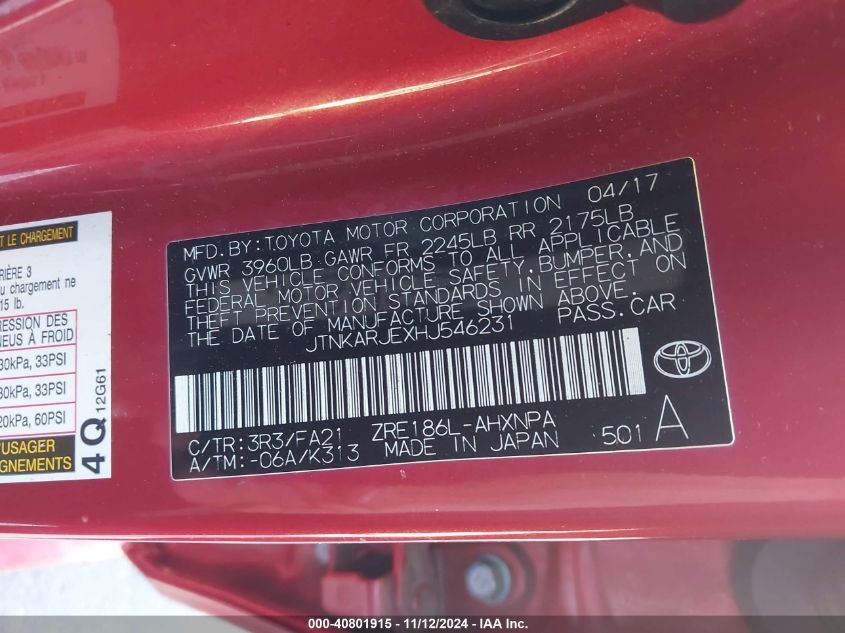 T LE CHARGEMENT
RIÈRE 3
u chargement ne
15 lb.
RESSION DES
NEUS À FROID
30kPa, 33PSI
30kPa, 33PSI
20kPa, 60PSI
'USAGER
GNEMENTS
4Q 12G61
MFD. BY: TOYOTA MOTOR CORPORATION 04/17
GVWR 3960LB GAWR FR 2245LB RR 2175LB
THIS VEHICLE CONFORMS TO ALL APPLICABLE
FEDERAL MOTOR VEHICLE SAFETY, BUMPER, AND
THEFT PREVENTION STANDARDS IN EFFECT ON
THE DATE OF MANUFACTURE SHOWN ABOVE.
JTNKARJEXHJ546231 PASS. CAR
C/TR: 3R3/FA21 ZRE186L-AHXNPA
A/TM: -06A/K313 MADE IN JAPAN 501 A
000-40801915 - 11/12/2024 - IAA Inc.